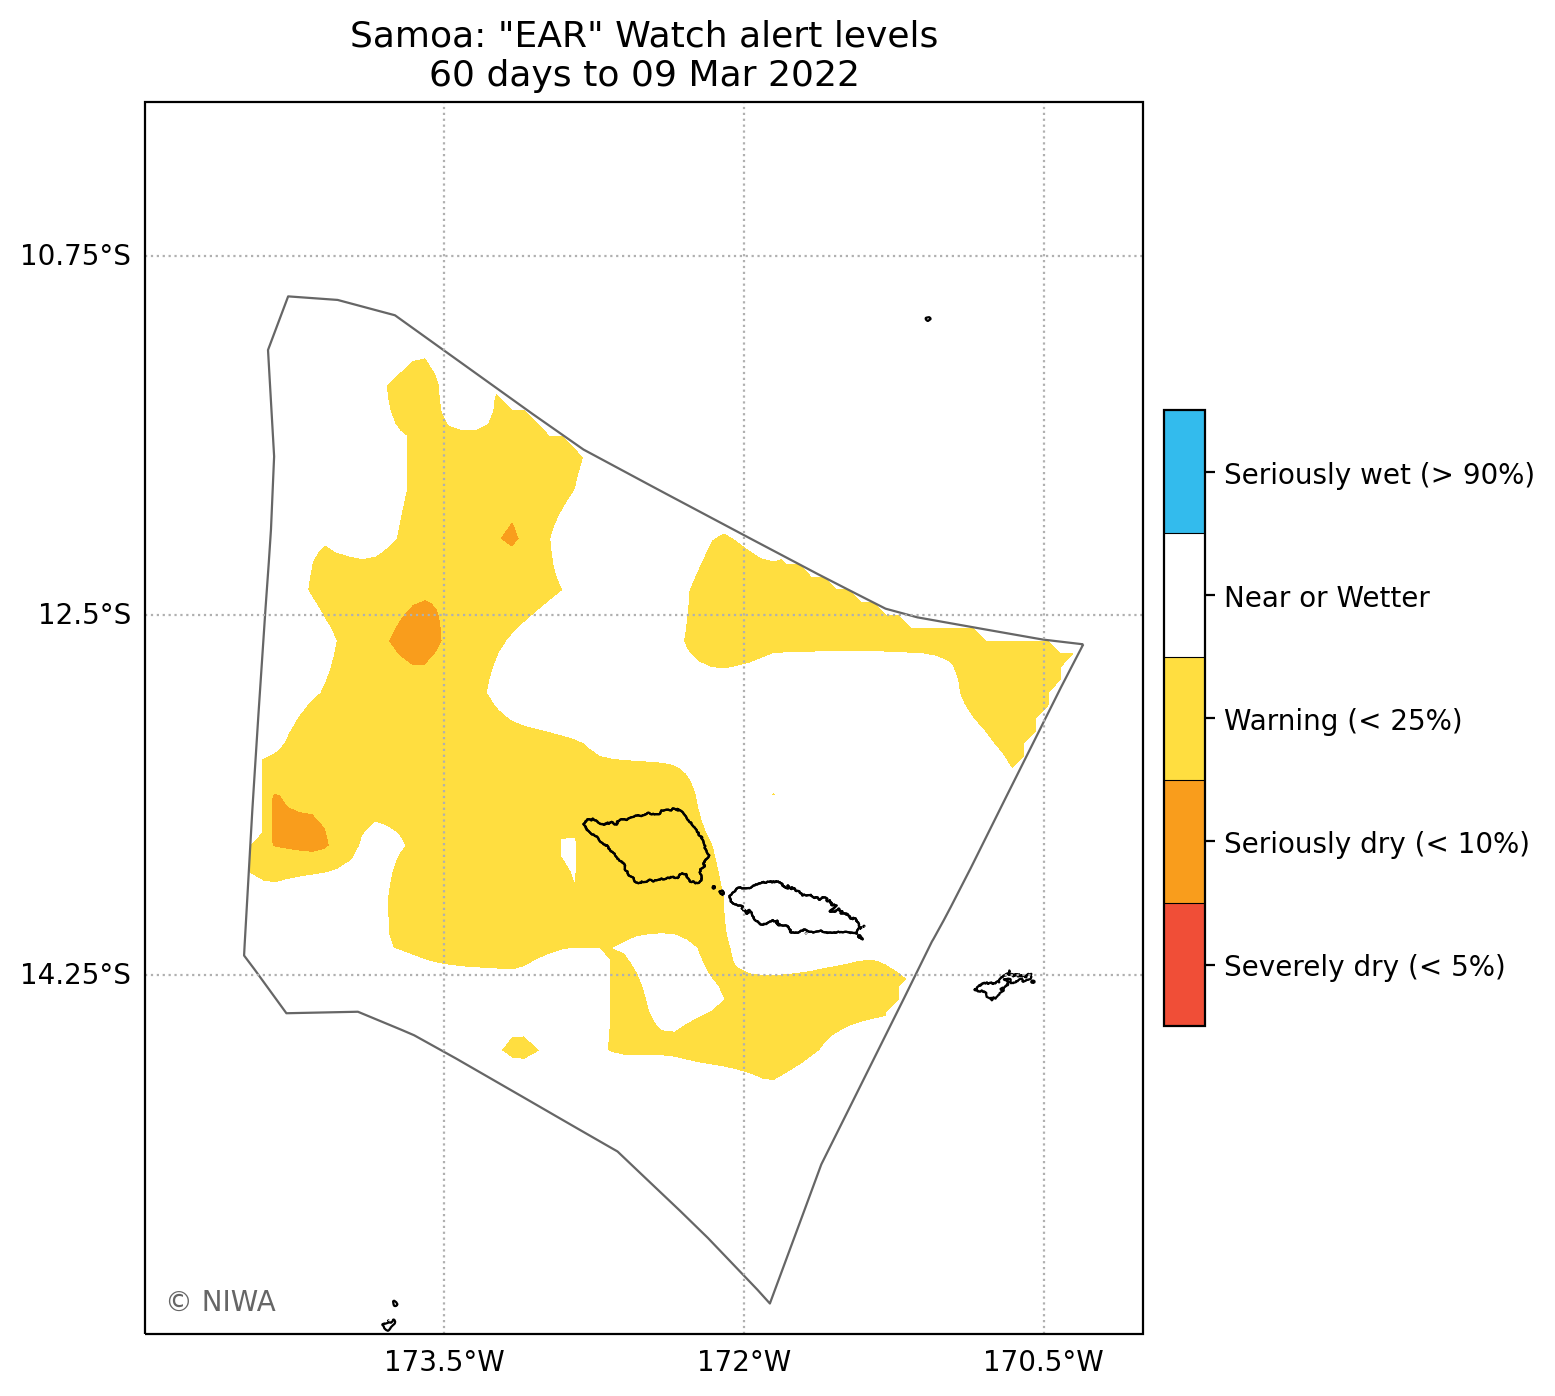 Samoa: "EAR" Watch alert levels
60 days to 09 Mar 2022
10.75°S
12.5°S
14.25°S
173.5°W
172°W
170.5°W
Seriously wet (> 90%)
Near or Wetter
Warning (< 25%)
Seriously dry (< 10%)
Severely dry (< 5%)
© NIWA